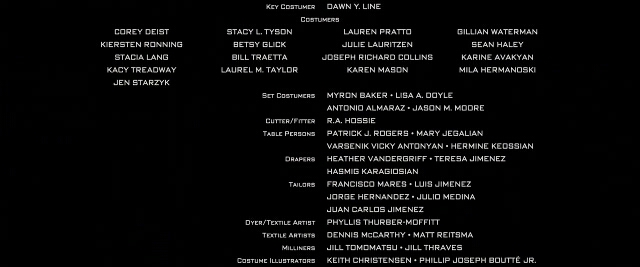 Key Costumer DAWN Y. LINE
Costumers
COREY DEIST STACY L. TYSON LAUREN PRATTO GILLIAN WATERMAN
KIERSTEN RONNING BETSY GLICK JULIE LAURITZEN SEAN HALEY
STACIA LANG BILL TRAETTA JOSEPH RICHARD COLLINS KARINE AVAKYAN
KACY TREADWAY LAUREL M. TAYLOR KAREN MASON MILA HERMANOSKI
JEN STARZYK
Set Costumers MYRON BAKER • LISA A. DOYLE
ANTONIO ALMARAZ • JASON M. MOORE
Cutter/Fitter R.A. HOSSIE
Table Persons PATRICK J. ROGERS • MARY JEGALIAN
VARSENIK VICKY ANTONYAN • HERMINE KEOSSIAN
Drapers HEATHER VANDERGRIFF • TERESA JIMENEZ
HASMIG KARAGIOSIAN
Tailors FRANCISCO MARES • LUIS JIMENEZ
JORGE HERNANDEZ • JULIO MEDINA
JUAN CARLOS JIMENEZ
Dyer/Textile Artist PHYLLIS THURBER-MOFFITT
Textile Artists DENNIS McCARTHY • MATT REITSMA
Milliners JILL TOMOMATSU • JILL THRAVES
Costume Illustrators KEITH CHRISTENSEN • PHILLIP JOSEPH BOUTTÉ JR.